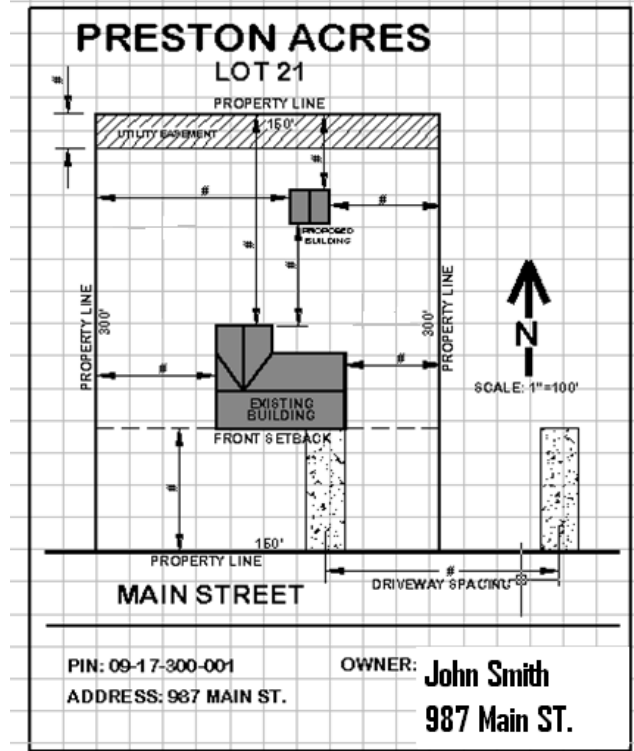 PRESTON ACRES
LOT 21
#
PROPERTY LINE
150'
UTILITY EASEMENT
#
#
#
PROPOSED
BUILDING
#
#
PROPERTY LINE
300'
300'
PROPERTY LINE
N
#
#
SCALE: 1"=100'
EXISTING
BUILDING
FRONT SETBACK
#
150'
PROPERTY LINE
#
DRIVEWAY SPACING
MAIN STREET
PIN: 09-17-300-001
OWNER:
John Smith
ADDRESS: 987 MAIN ST.
987 Main ST.